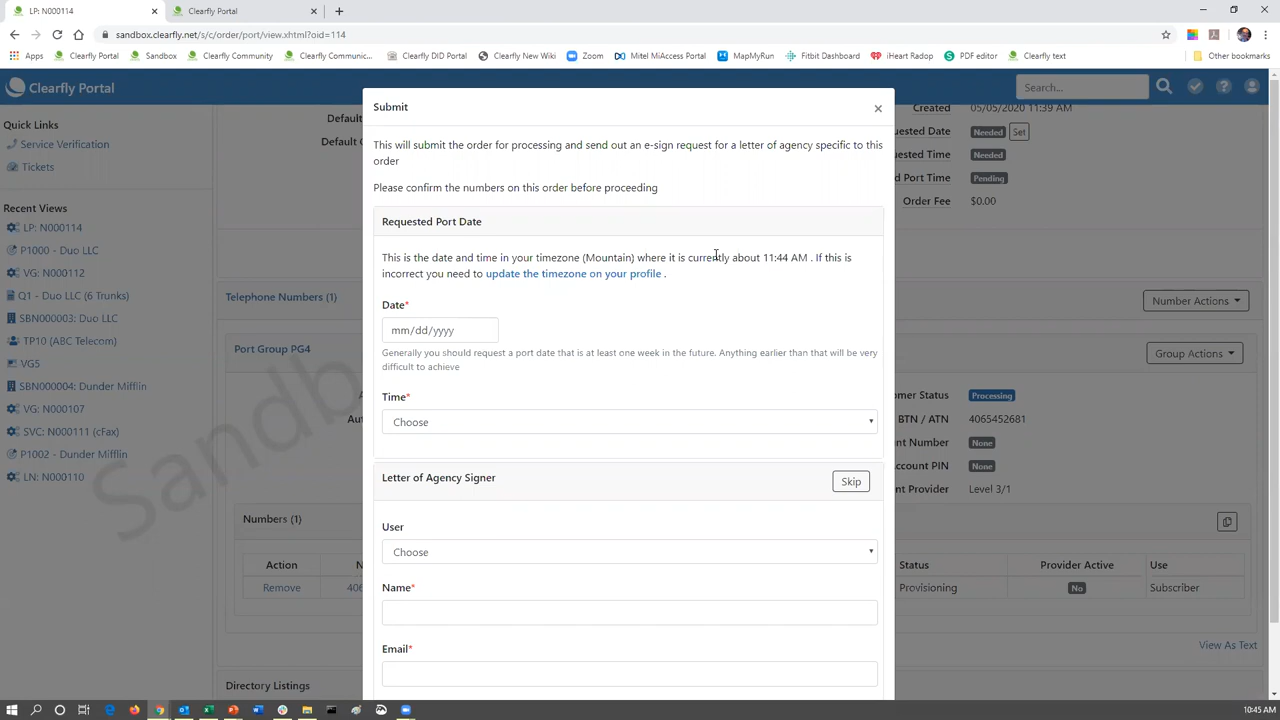 LP: N000114
Clearfly Portal
sandbox.clearfly.net/s/c/order/port/view.xhtml?oid=114
Apps
Clearfly Portal
Sandbox
Clearfly Community
Clearfly Communic...
Clearfly DID Portal
Clearfly New Wiki
Zoom
Mitel MiAccess Portal
MapMyRun
Fitbit Dashboard
iHeart Radop
PDF editor
Clearfly text
Other bookmarks
Clearfly Portal
Search...
Quick Links
Service Verification
Tickets
Recent Views
LP: N000114
P1000 - Duo LLC
VG: N000112
Q1 - Duo LLC (6 Trunks)
SBN000003: Duo LLC
TP10 (ABC Telecom)
VG5
SBN000004: Dunder Mifflin
VG: N000107
SVC: N000111 (cFax)
P1002 - Dunder Mifflin
LN: N000110
Default
Default C
Created 05/05/2020 11:39 AM
uested Date Needed Set
uested Time Needed
d Port Time Pending
Order Fee $0.00
Telephone Numbers (1)
Number Actions
Port Group PG4
Group Actions
A
Aut
omer Status Processing
BTN / ATN 4065452681
nt Number None
ccount PIN None
nt Provider Level 3/1
Numbers (1)
Action N Status Provider Active Use
Remove 406 Provisioning No Subscriber
View As Text
Directory Listings
Sandb
Submit
×
This will submit the order for processing and send out an e-sign request for a letter of agency specific to this
order
Please confirm the numbers on this order before proceeding
Requested Port Date
This is the date and time in your timezone (Mountain) where it is currently about 11:44 AM . If this is
incorrect you need to update the timezone on your profile .
Date*
mm/dd/yyyy
Generally you should request a port date that is at least one week in the future. Anything earlier than that will be very
difficult to achieve
Time*
Choose
Letter of Agency Signer
Skip
User
Choose
Name*
Email*
10:45 AM